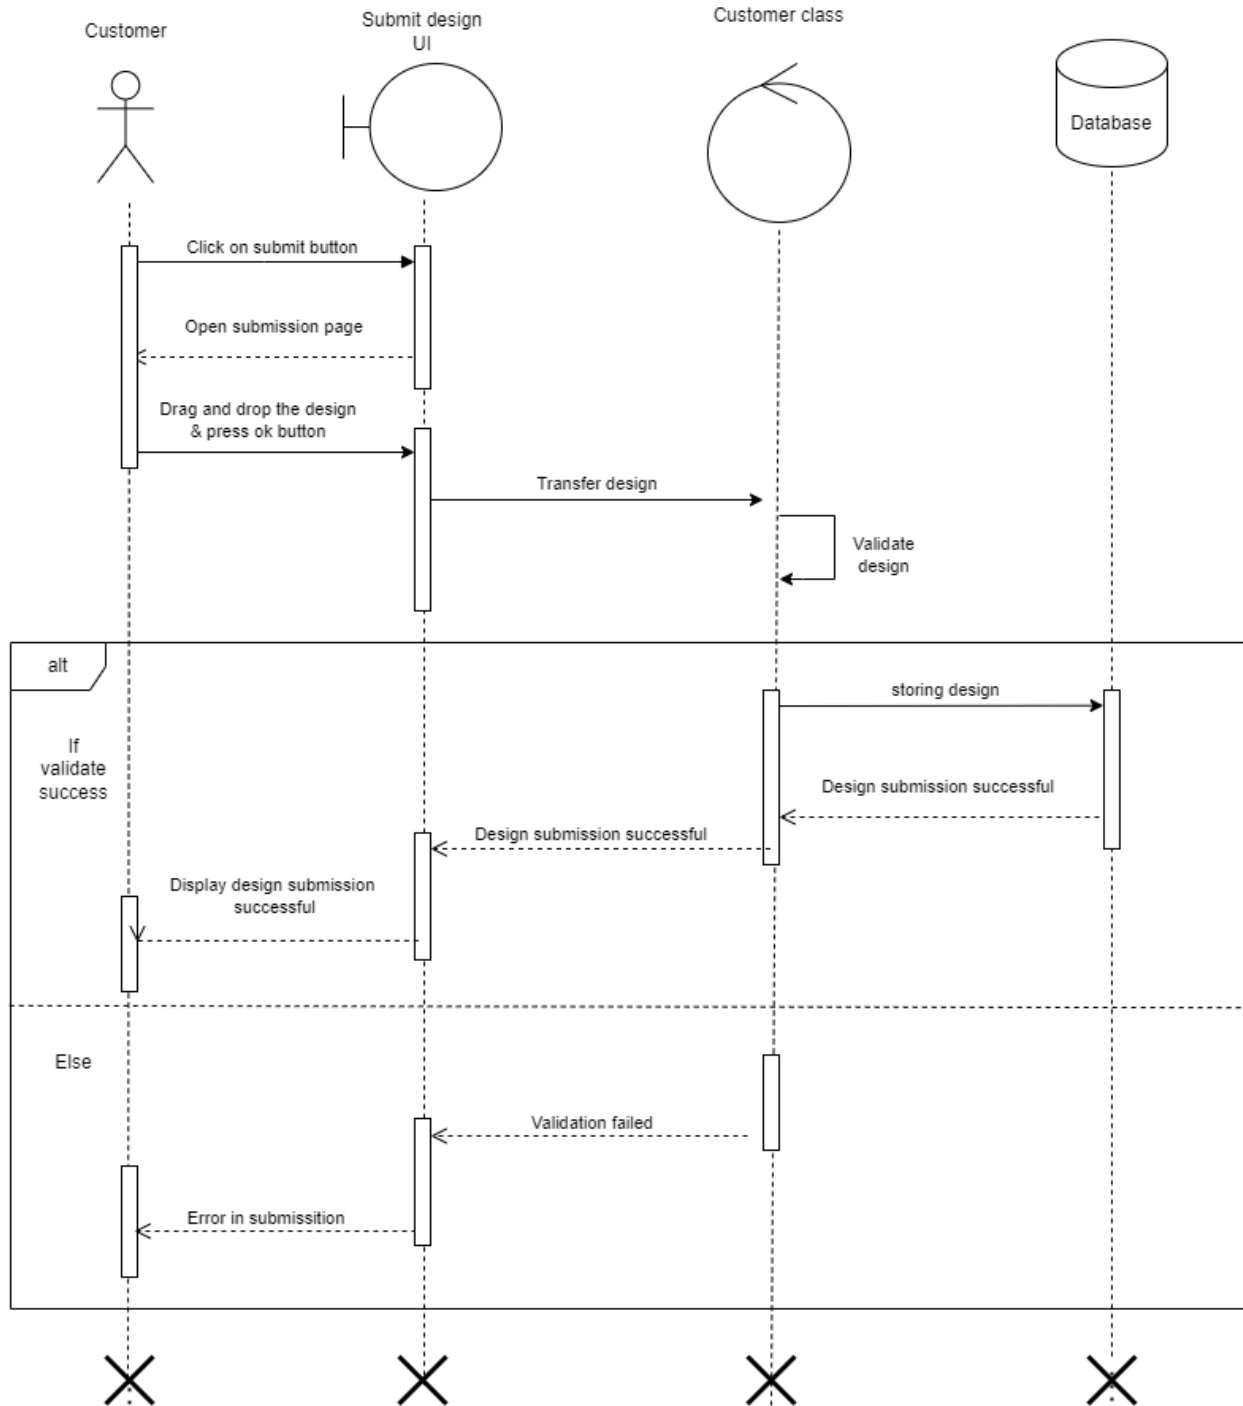 Customer
Submit design
UI
Customer class
Database
Click on submit button
Open submission page
Drag and drop the design
& press ok button
Transfer design
Validate
design
alt
storing design
If
validate
success
Design submission successful
Design submission successful
Display design submission
successful
Else
Validation failed
Error in submissition